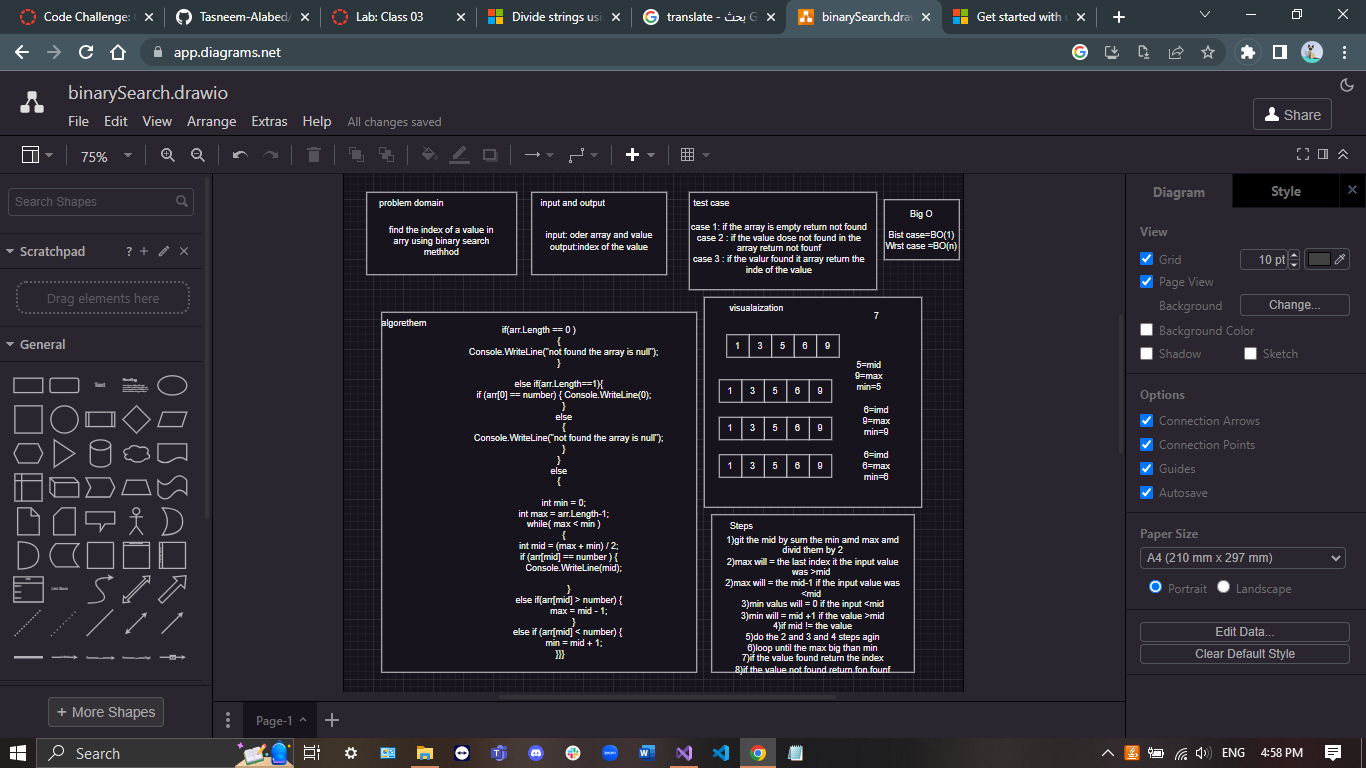 Code Challenge:
Tasneem-Alabed/
Lab: Class 03
Divide strings usi
translate - بحث G
binarySearch.draw
Get started with
app.diagrams.net
binarySearch.drawio
File Edit View Arrange Extras Help All changes saved
Share
75%
Search Shapes
Scratchpad
Drag elements here
General
Text
Heading
+ More Shapes
problem domain
find the index of a value in
arry using binary search
methhod
input and output
input: oder array and value
output:index of the value
test case
case 1: if the array is empty return not found
case 2 : if the value dose not found in the
array return not founf
case 3 : if the valur found it array return the
inde of the value
Big O
Bist case=BO(1)
Wrst case =BO(n)
algorethem
if(arr.Length == 0 )
{
Console.WriteLine("not found the array is null");
}
else if(arr.Length==1){
if (arr[0] == number) { Console.WriteLine(0);
}
else
{
Console.WriteLine("not found the array is null");
}
}
else
{
int min = 0;
int max = arr.Length-1;
while( max < min )
{
int mid = (max + min) / 2;
if (arr[mid] == number ) {
Console.WriteLine(mid);
}
else if(arr[mid] > number) {
max = mid - 1;
}
else if (arr[mid] < number) {
min = mid + 1;
}}}
visualaization
7
1 3 5 6 9
5=mid
9=max
min=5
1 3 5 6 9
6=imd
9=max
min=9
1 3 5 6 9
6=imd
6=max
min=6
1 3 5 6 9
Steps
1)git the mid by sum the min amd max amd
divid them by 2
2)max will = the last index it the input value
was >mid
2)max will = the mid-1 if the input value was
<mid
3)min valus will = 0 if the input <mid
3)min will = mid +1 if the value >mid
4)if mid != the value
5)do the 2 and 3 and 4 steps agin
6)loop until the max big than min
7)if the value found return the index
8)if the value not found return fon founf
Page-1
Diagram Style
View
Grid 10 pt
Page View
Background Change...
Background Color
Shadow Sketch
Options
Connection Arrows
Connection Points
Guides
Autosave
Paper Size
A4 (210 mm x 297 mm)
Portrait Landscape
Edit Data...
Clear Default Style
Search
ENG 4:58 PM